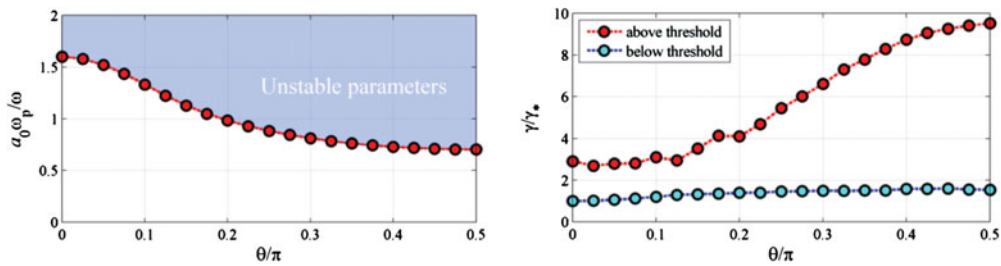 2
1.5
1
0.5
0
a₀ωₚ/ω
Unstable parameters
0 0.1 0.2 0.3 0.4 0.5
θ/π
10
8
6
4
2
0
γ/γ*
above threshold
below threshold
0 0.1 0.2 0.3 0.4 0.5
θ/π